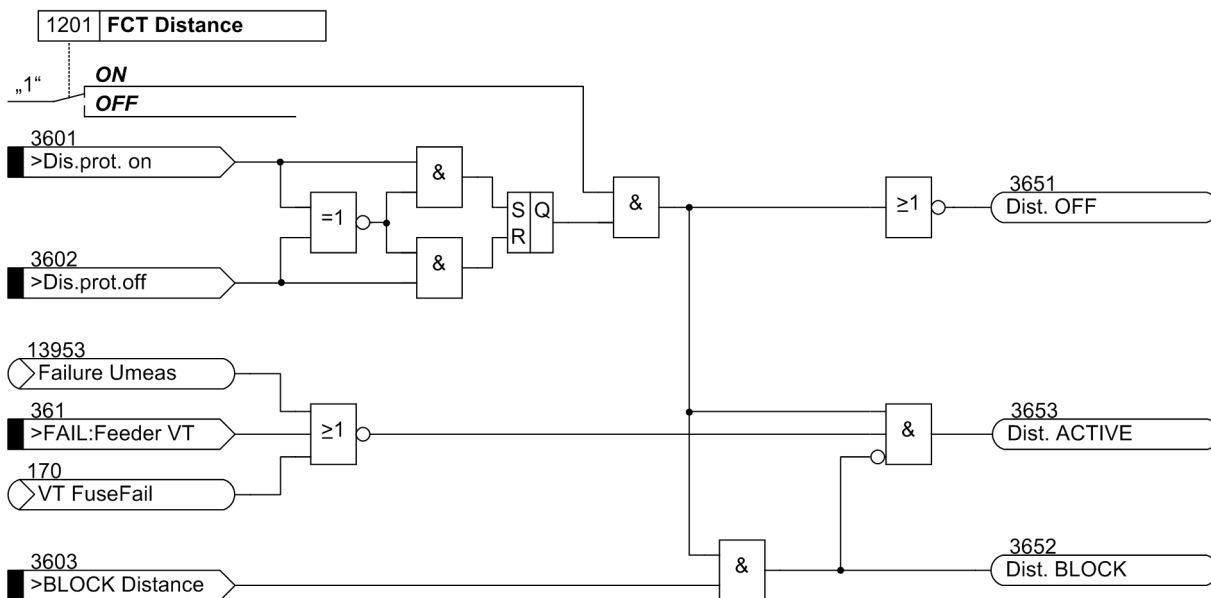 1201 FCT Distance
„1“
ON
OFF
3601
>Dis.prot. on
&
=1
S Q
R
&
&
≥1
3651
Dist. OFF
3602
>Dis.prot.off
&
13953
Failure Umeas
361
>FAIL:Feeder VT
≥1
&
3653
Dist. ACTIVE
170
VT FuseFail
3603
>BLOCK Distance
&
3652
Dist. BLOCK